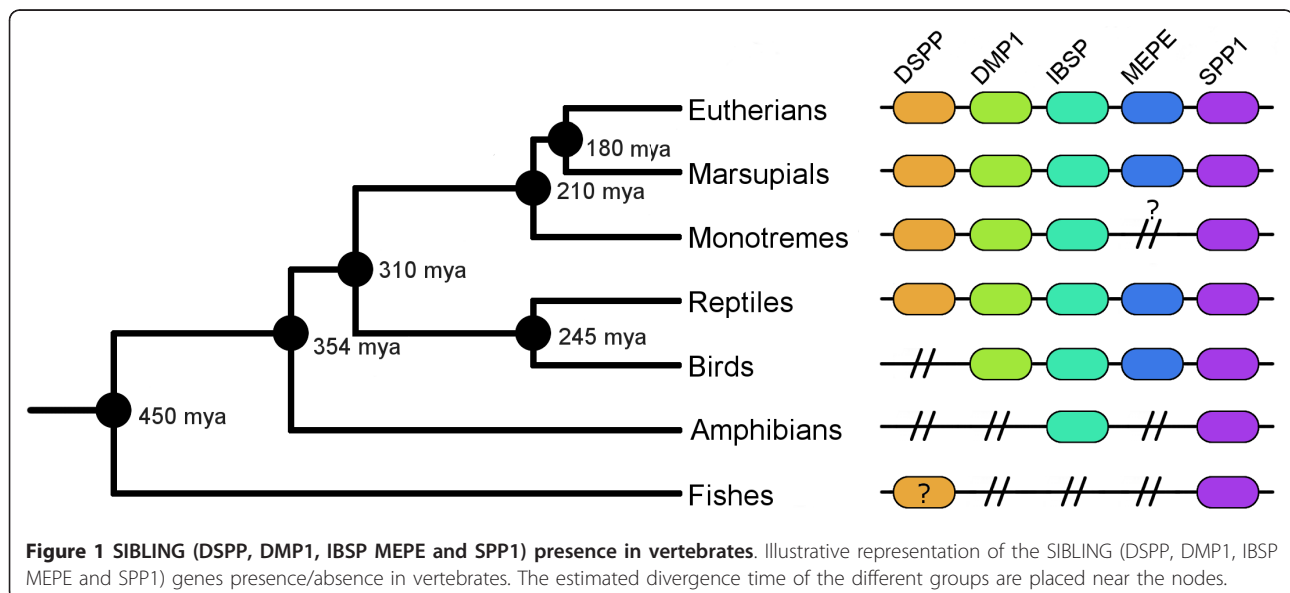 DSPP DMP1 IBSP MEPE SPP1
Eutherians
180 mya
Marsupials
210 mya
?
Monotremes
310 mya
Reptiles
245 mya
354 mya
Birds
450 mya
Amphibians
Fishes
?
Figure 1 SIBLING (DSPP, DMP1, IBSP MEPE and SPP1) presence in vertebrates. Illustrative representation of the SIBLING (DSPP, DMP1, IBSP
MEPE and SPP1) genes presence/absence in vertebrates. The estimated divergence time of the different groups are placed near the nodes.